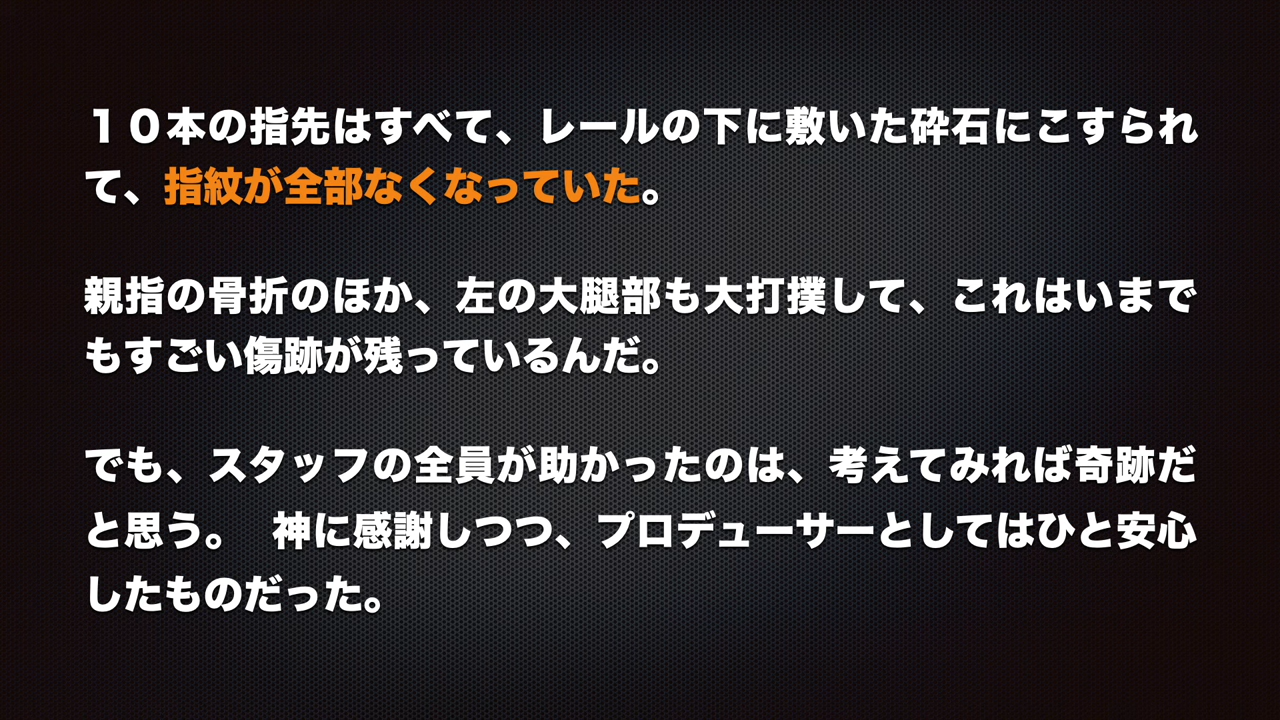 １０本の指先はすべて、レールの下に敷いた砕石にこすられ
て、指紋が全部なくなっていた。
親指の骨折のほか、左の大腿部も大打撲して、これはいまで
もすごい傷跡が残っているんだ。
でも、スタッフの全員が助かったのは、考えてみれば奇跡だ
と思う。　神に感謝しつつ、プロデューサーとしてはひと安心
したものだった。